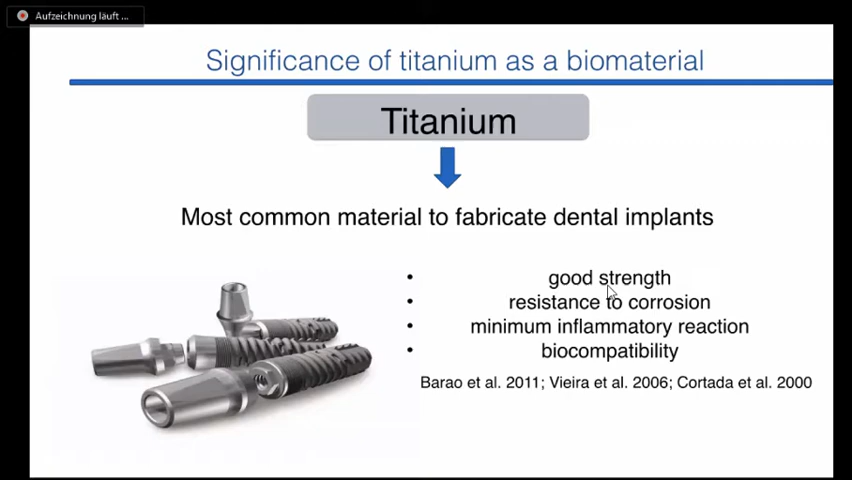 Aufzeichnung läuft ...
Significance of titanium as a biomaterial
Titanium
Most common material to fabricate dental implants
• good strength
• resistance to corrosion
• minimum inflammatory reaction
• biocompatibility
Barao et al. 2011; Vieira et al. 2006; Cortada et al. 2000